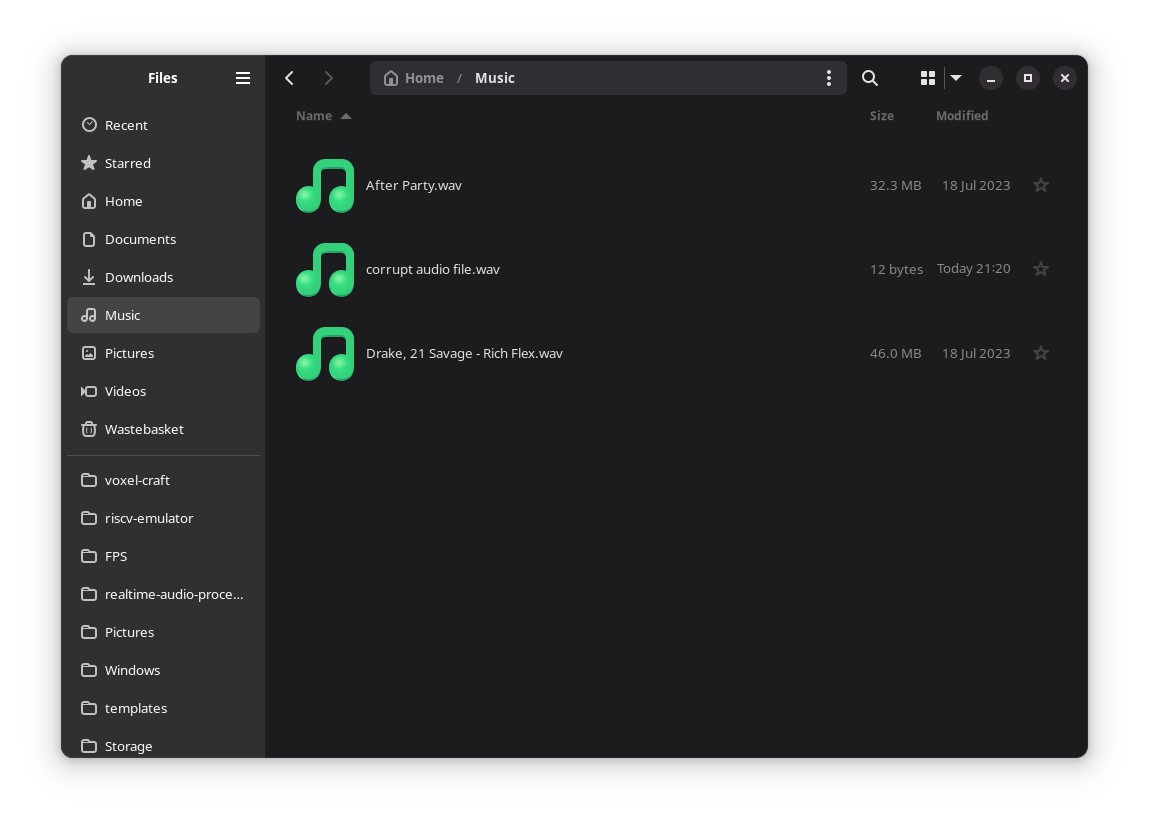 Files
Home / Music
Recent
Starred
Home
Documents
Downloads
Music
Pictures
Videos
Wastebasket
voxel-craft
riscv-emulator
FPS
realtime-audio-proce…
Pictures
Windows
templates
Storage
Name Size Modified
After Party.wav 32.3 MB 18 Jul 2023
corrupt audio file.wav 12 bytes Today 21:20
Drake, 21 Savage - Rich Flex.wav 46.0 MB 18 Jul 2023